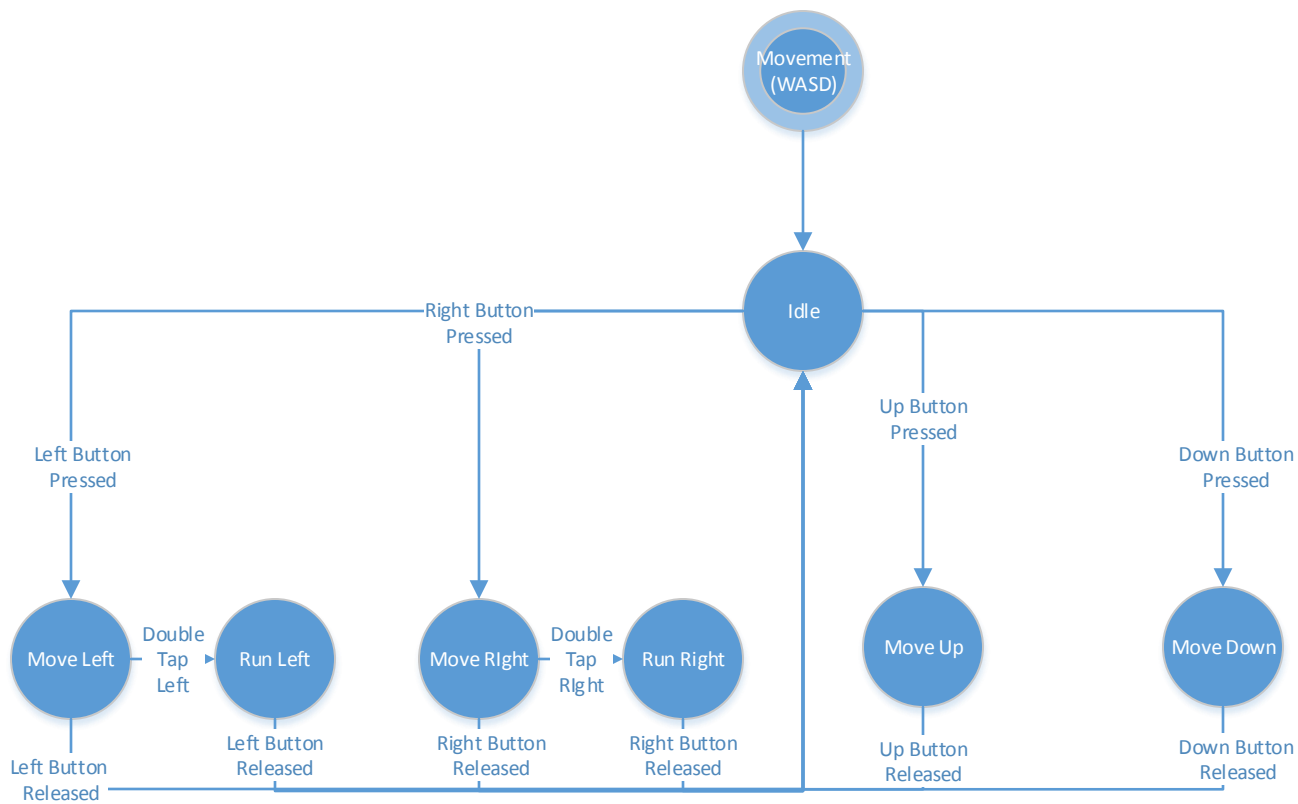 Movement
(WASD)
Idle
Right Button
Pressed
Up Button
Pressed
Left Button
Pressed
Down Button
Pressed
Move Left
Double
Tap
Left
Run Left
Move RIght
Double
Tap
RIght
Run Right
Move Up
Move Down
Left Button
Released
Left Button
Released
Right Button
Released
Right Button
Released
Up Button
Released
Down Button
Released